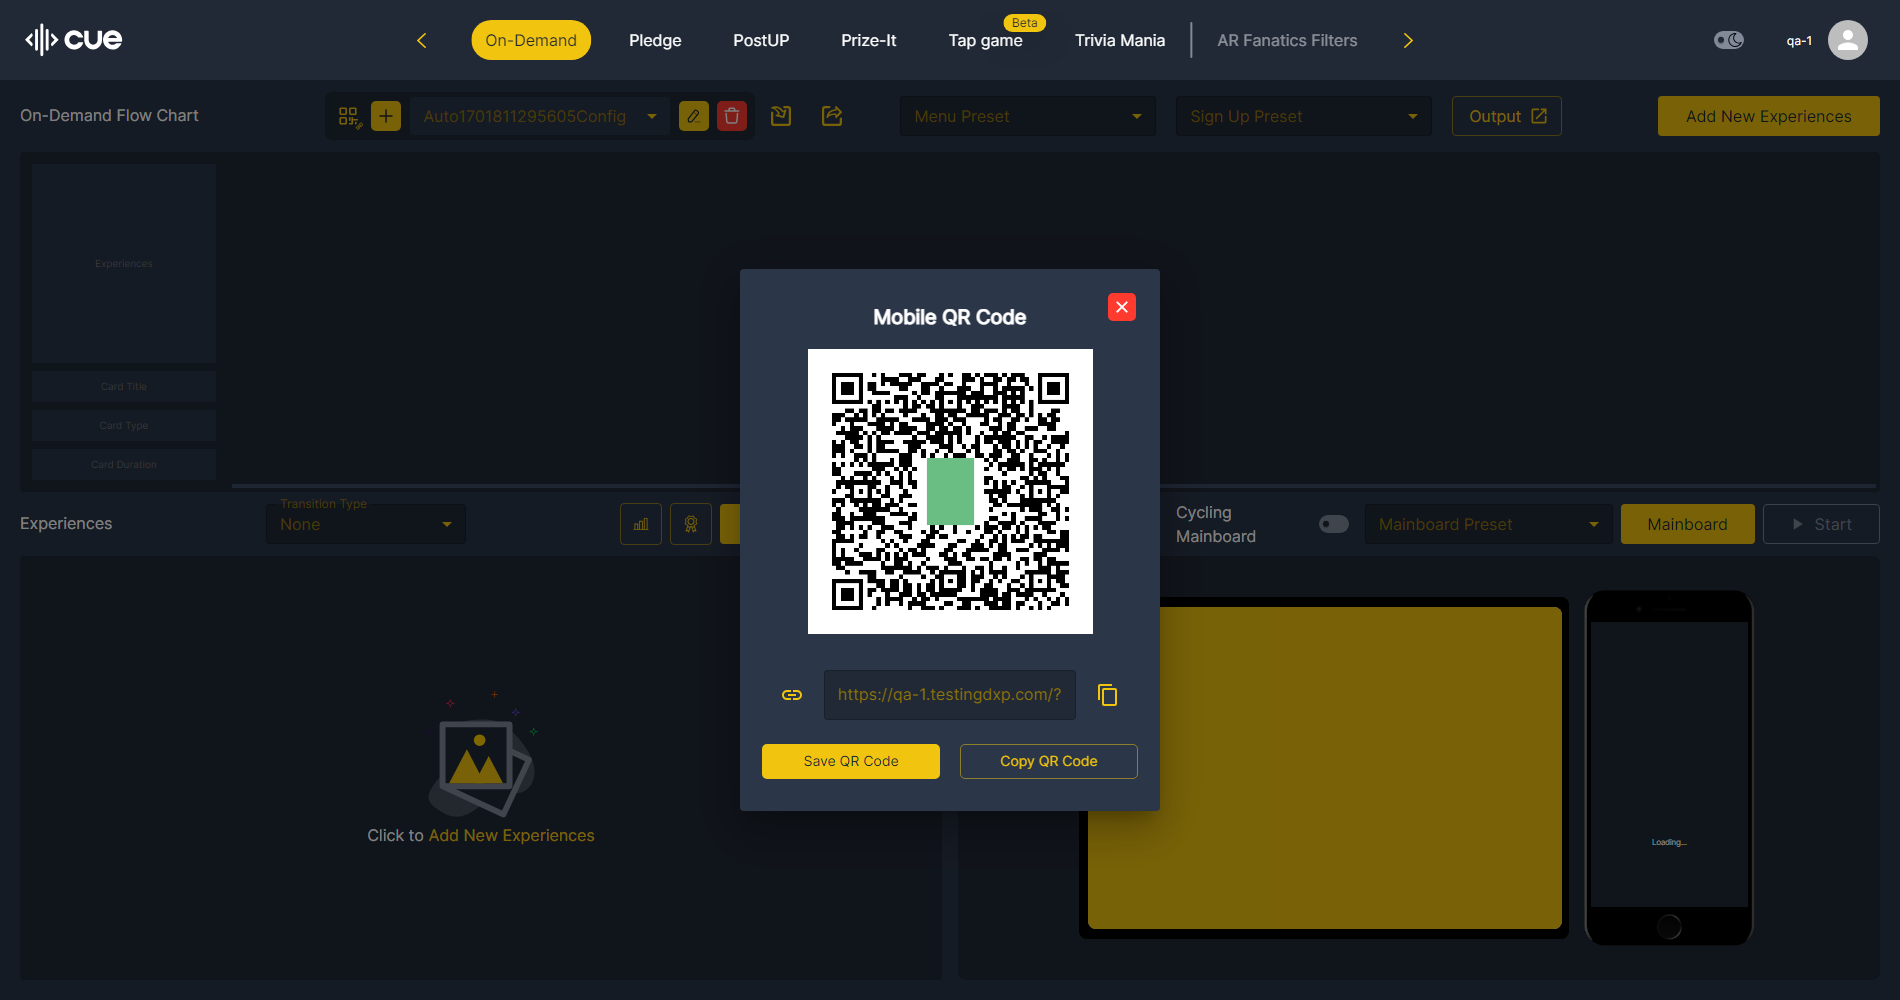 cue
On-Demand
Pledge
PostUP
Prize-It
Tap game
Beta
Trivia Mania
AR Fanatics Filters
qa-1
On-Demand Flow Chart
Auto1701811295605Config
Menu Preset
Sign Up Preset
Output
Add New Experiences
Experiences
Card Title
Card Type
Card Duration
Mobile QR Code
https://qa-1.testingdxp.com/?
Save QR Code
Copy QR Code
Experiences
Transition Type
None
Cycling
Mainboard
Mainboard Preset
Mainboard
Start
Click to Add New Experiences
Loading...